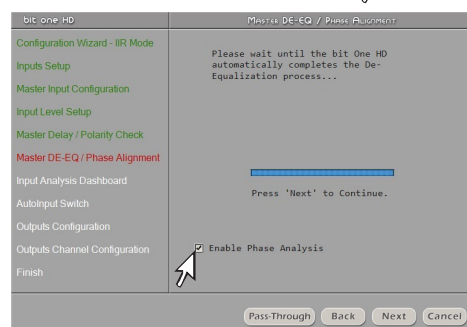 bit one HD
Master DE-EQ / Phase Alignment
Configuration Wizard - IIR Mode
Inputs Setup
Master Input Configuration
Input Level Setup
Master Delay / Polarity Check
Master DE-EQ / Phase Alignment
Input Analysis Dashboard
AutoInput Switch
Outputs Configuration
Outputs Channel Configuration
Finish
Please wait until the bit One HD
automatically completes the De-
Equalization process...
Press 'Next' to Continue.
Enable Phase Analysis
Pass-Through Back Next Cancel